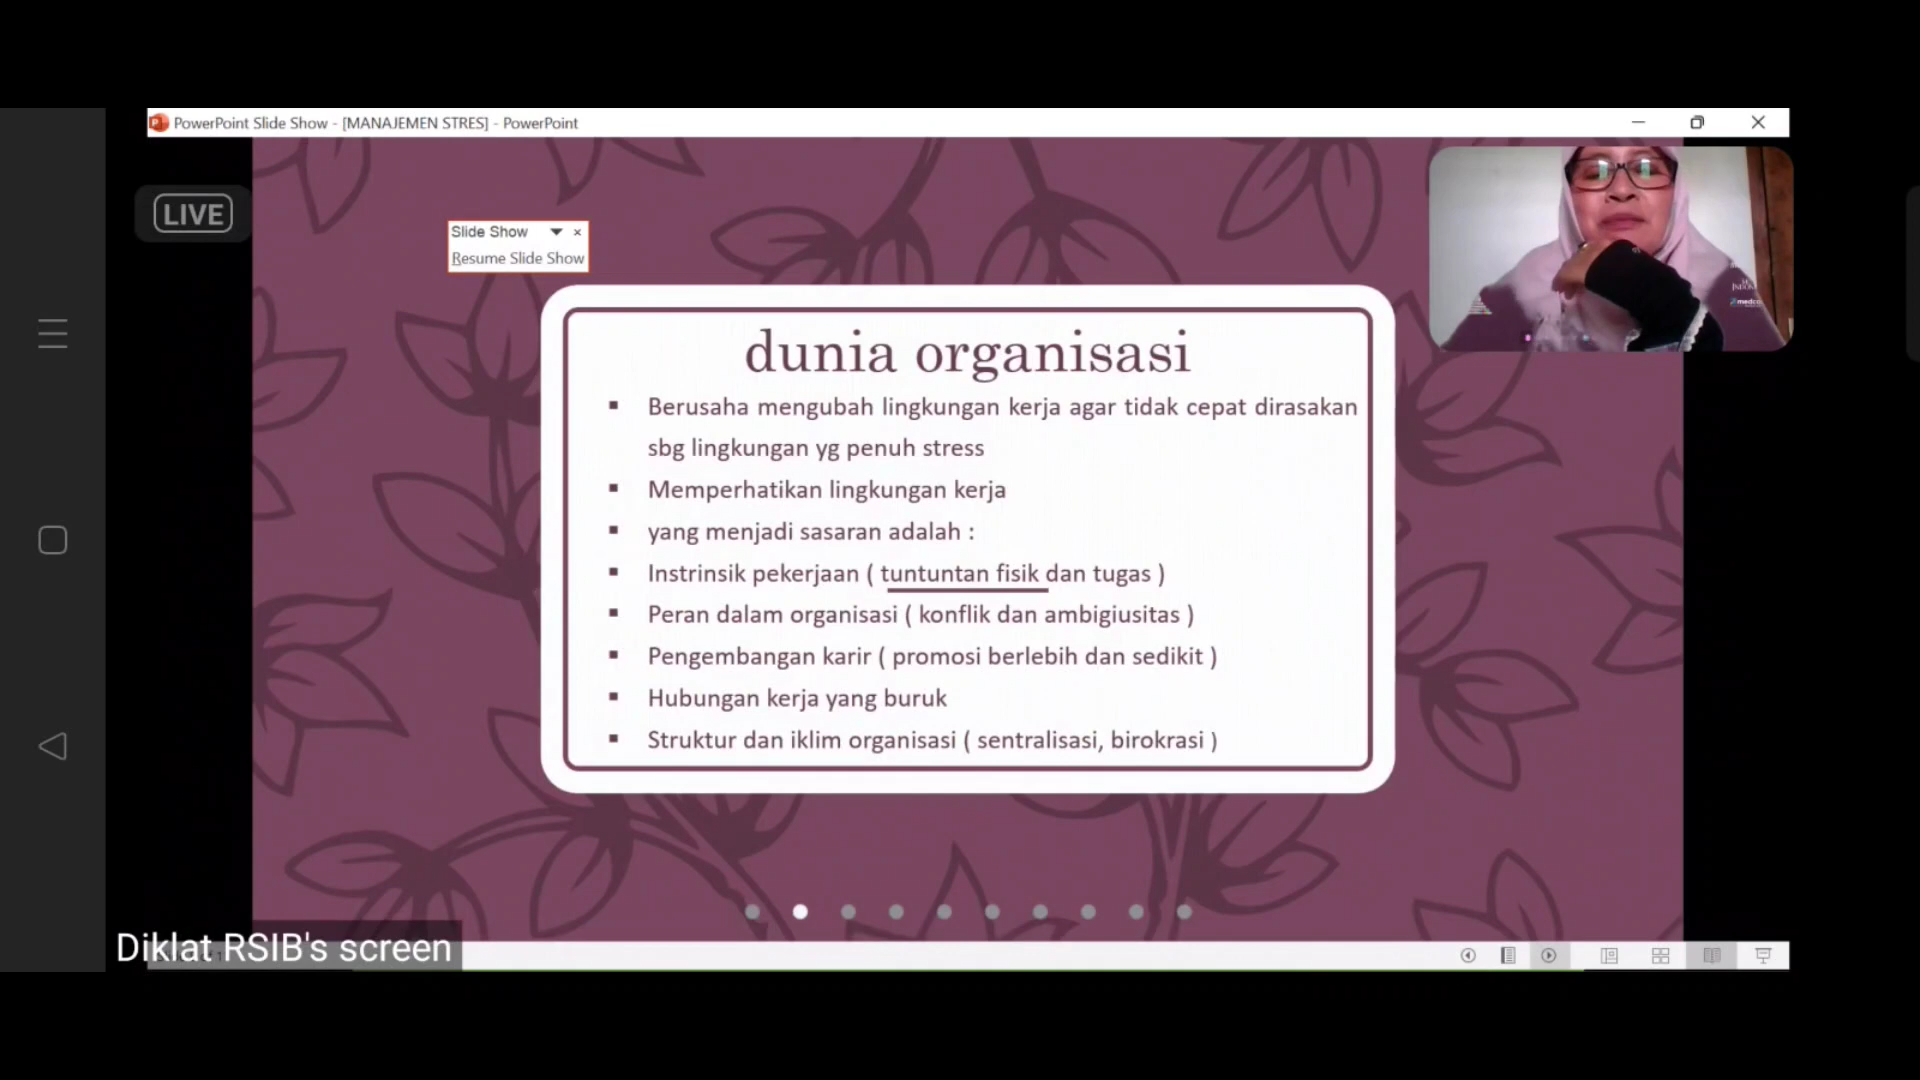 PowerPoint Slide Show - [MANAJEMEN STRES] - PowerPoint
LIVE
Slide Show
Resume Slide Show
dunia organisasi
Berusaha mengubah lingkungan kerja agar tidak cepat dirasakan
sbg lingkungan yg penuh stress
Memperhatikan lingkungan kerja
yang menjadi sasaran adalah :
Instrinsik pekerjaan ( tuntuntan fisik dan tugas )
Peran dalam organisasi ( konflik dan ambigiusitas )
Pengembangan karir ( promosi berlebih dan sedikit )
Hubungan kerja yang buruk
Struktur dan iklim organisasi ( sentralisasi, birokrasi )
Diklat RSIB's screen